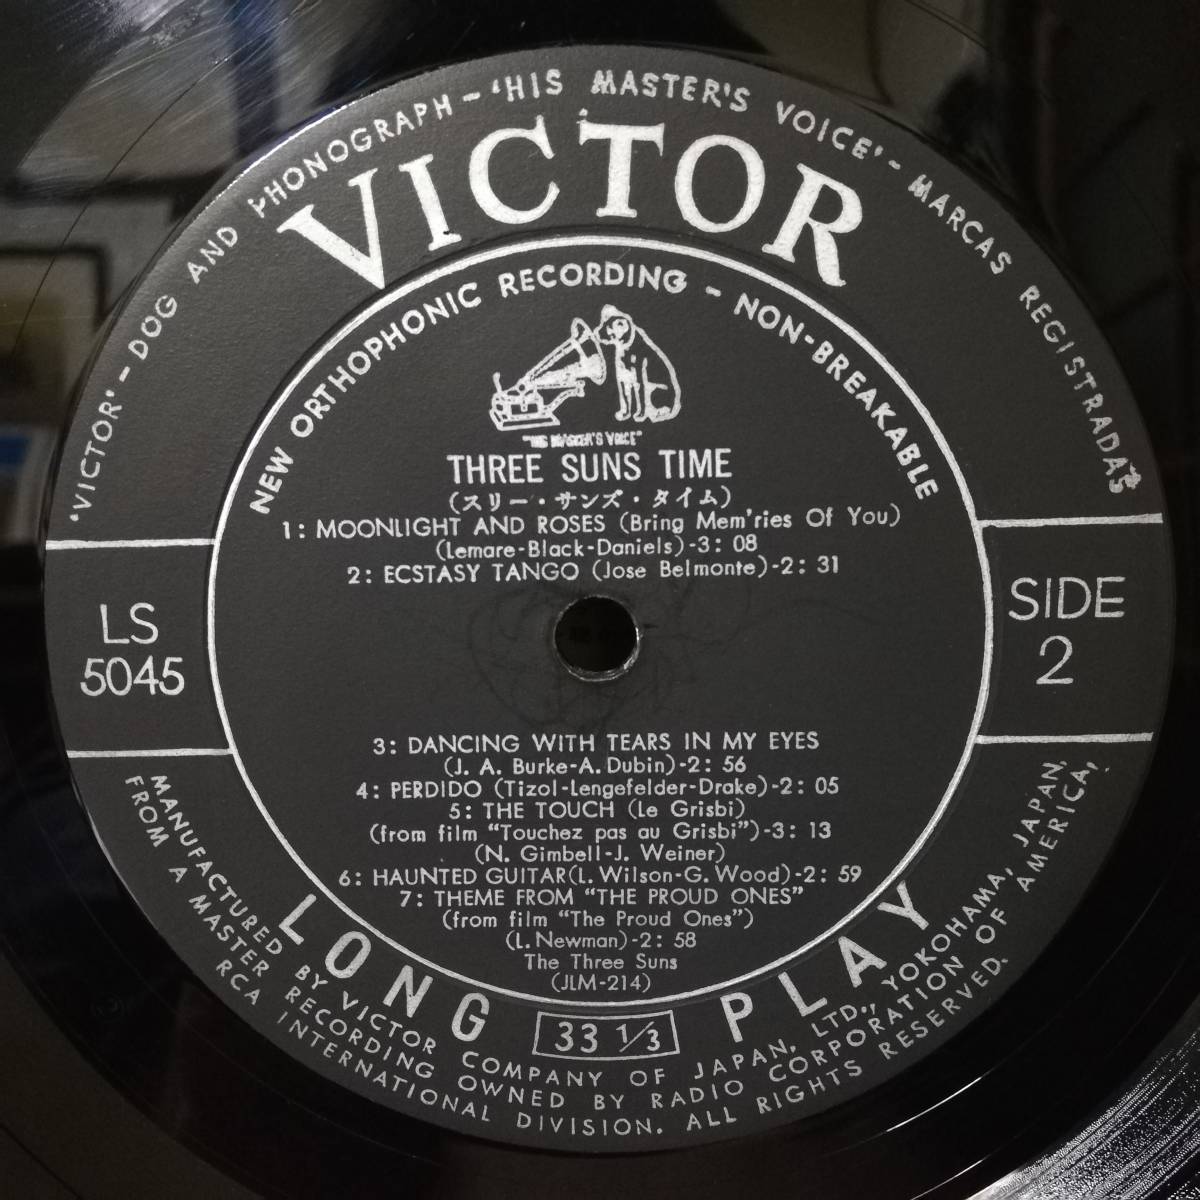 'VICTOR' - DOG AND PHONOGRAPH - 'HIS MASTER'S VOICE' - MARCAS REGISTRADAS
VICTOR
NEW ORTHOPHONIC RECORDING - NON-BREAKABLE
"HIS MASTER'S VOICE"
THREE SUNS TIME
(スリー・サンズ・タイム)
1: MOONLIGHT AND ROSES (Bring Mem'ries Of You)
(Lemare-Black-Daniels)-3: 08
2: ECSTASY TANGO (Jose Belmonte)-2: 31
LS
5045
SIDE
2
3: DANCING WITH TEARS IN MY EYES
(J. A. Burke-A. Dubin)-2: 56
4: PERDIDO (Tizol-Lengefelder-Drake)-2: 05
5: THE TOUCH (Le Grisbi)
(from film "Touchez pas au Grisbi")-3: 13
(N. Gimbell-J. Weiner)
6: HAUNTED GUITAR(L. Wilson-G. Wood)-2: 59
7: THEME FROM "THE PROUD ONES"
(from film "The Proud Ones")
(L. Newman)-2: 58
The Three Suns
(JLM-214)
LONG 33 1/3 PLAY
MANUFACTURED BY VICTOR COMPANY OF JAPAN, LTD., YOKOHAMA, JAPAN,
FROM A MASTER RECORDING OWNED BY RADIO CORPORATION OF AMERICA,
RCA INTERNATIONAL DIVISION. ALL RIGHTS RESERVED.